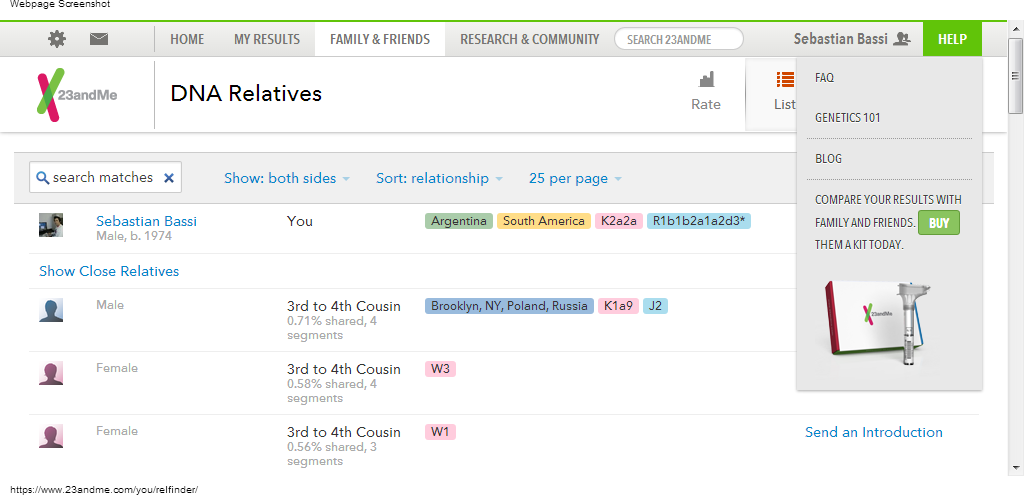 Webpage Screenshot
HOME MY RESULTS FAMILY & FRIENDS RESEARCH & COMMUNITY SEARCH 23ANDME Sebastian Bassi HELP
23andMe DNA Relatives Rate List
FAQ
GENETICS 101
BLOG
COMPARE YOUR RESULTS WITH
FAMILY AND FRIENDS. BUY
THEM A KIT TODAY.
23andMe
search matches Show: both sides Sort: relationship 25 per page
Sebastian Bassi You Argentina South America K2a2a R1b1b2a1a2d3*
Male, b. 1974
Show Close Relatives
Male 3rd to 4th Cousin Brooklyn, NY, Poland, Russia K1a9 J2
0.71% shared, 4
segments
Female 3rd to 4th Cousin W3
0.58% shared, 4
segments
Female 3rd to 4th Cousin W1 Send an Introduction
0.56% shared, 3
segments
https://www.23andme.com/you/relfinder/